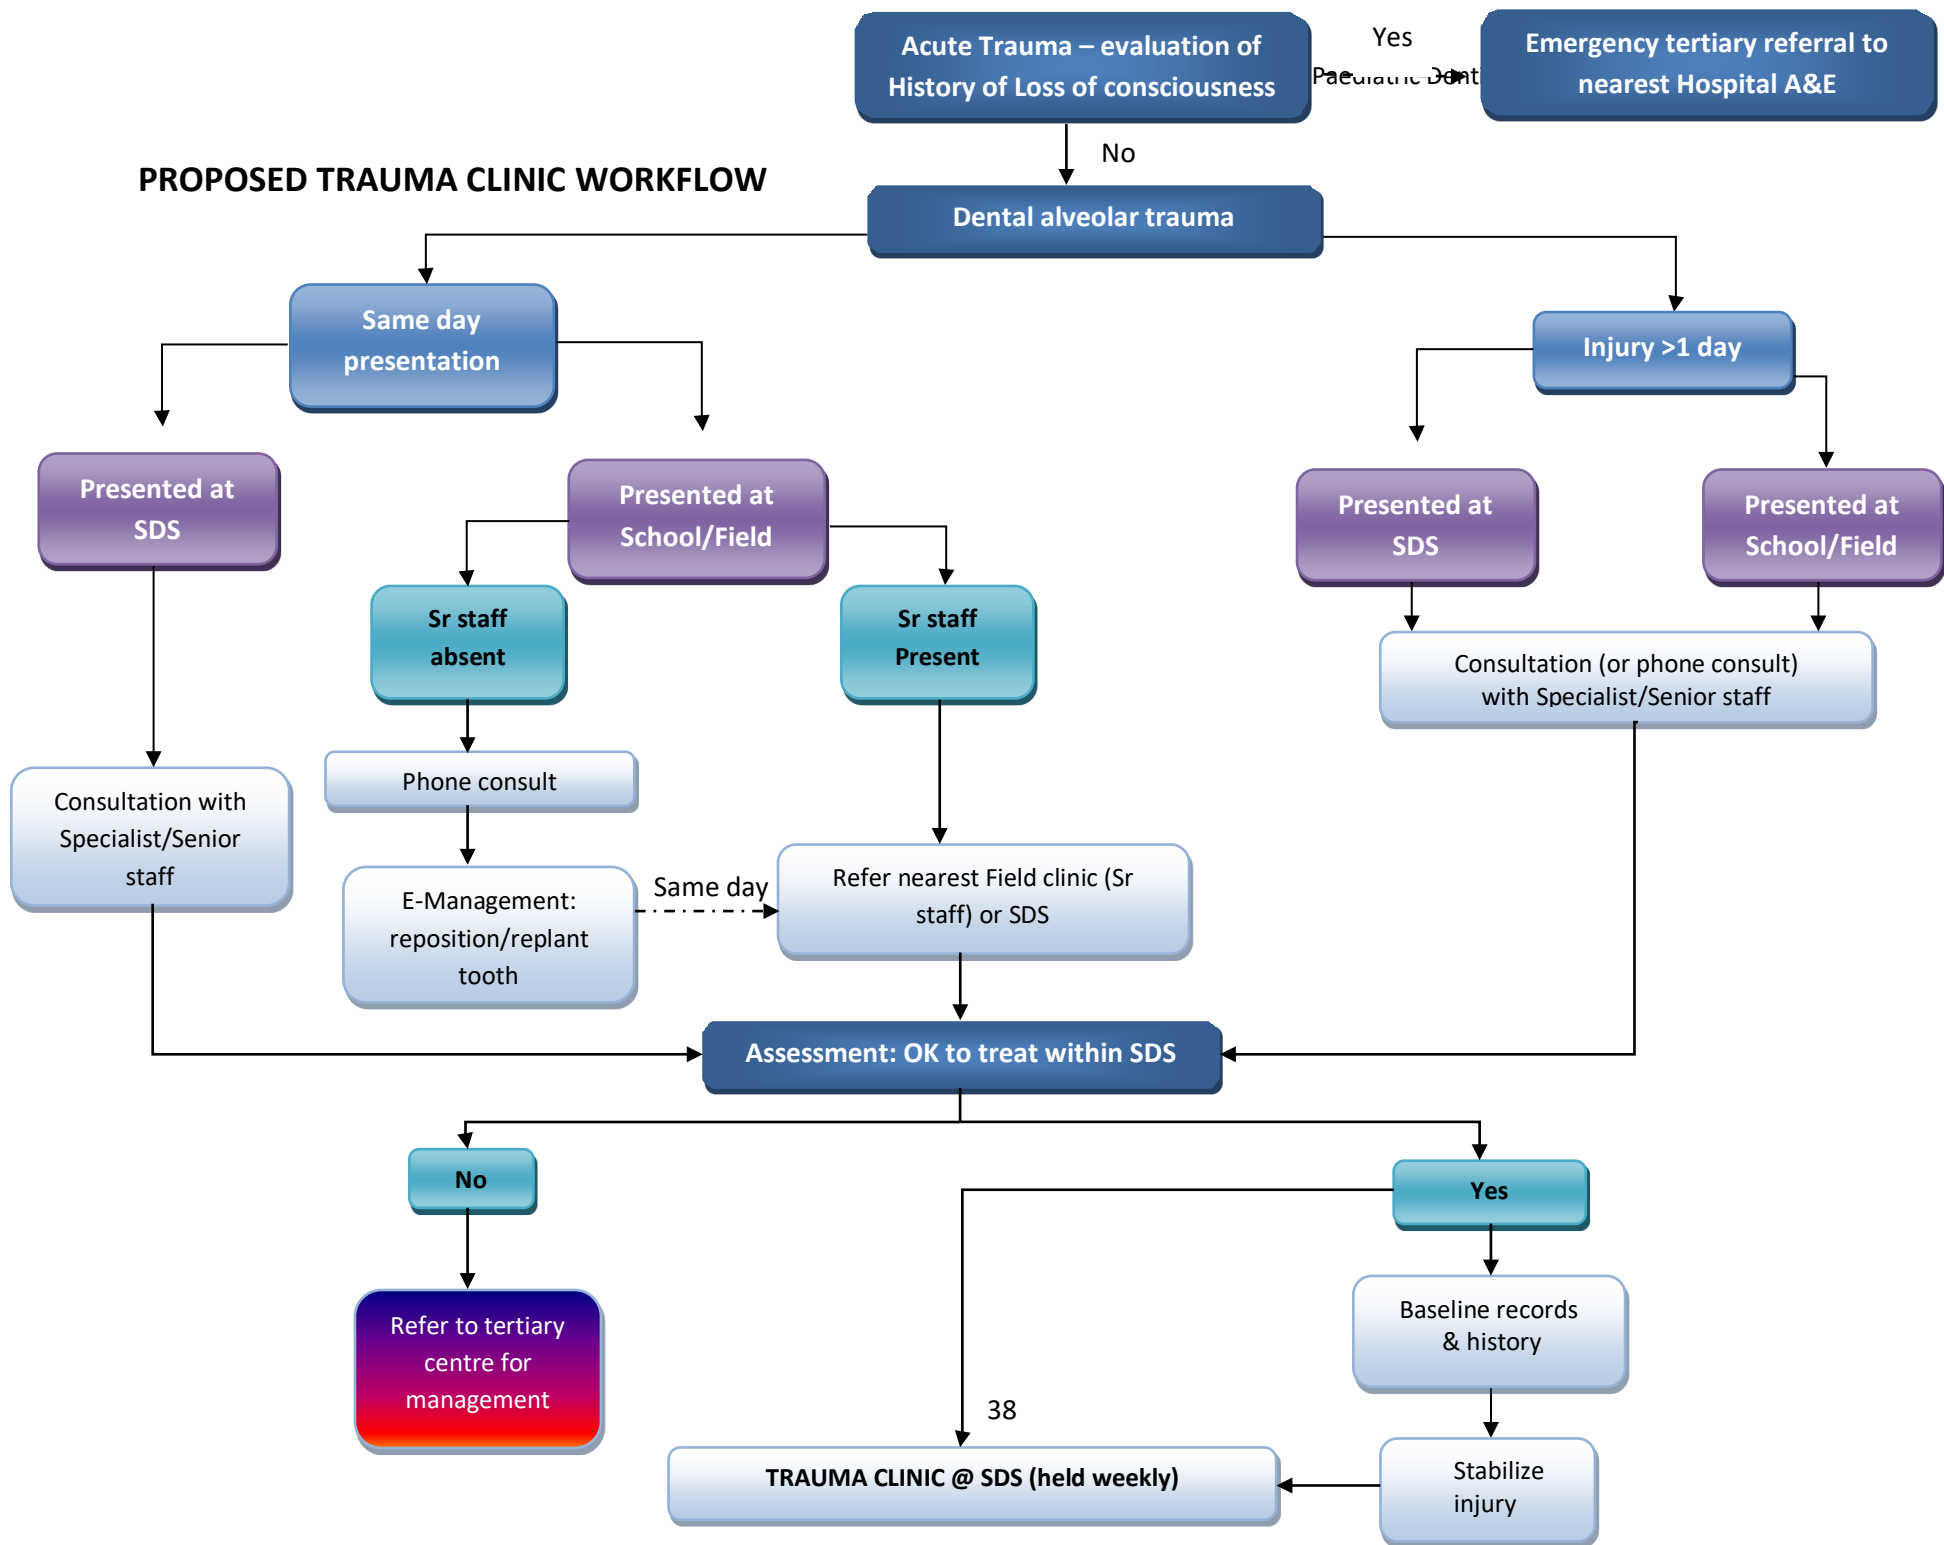 Acute Trauma – evaluation of
History of Loss of consciousness
Yes
Paediatric
Emergency tertiary referral to
nearest Hospital A&E
No
PROPOSED TRAUMA CLINIC WORKFLOW
Dental alveolar trauma
Same day
presentation
Injury >1 day
Presented at
SDS
Presented at
School/Field
Presented at
SDS
Presented at
School/Field
Sr staff
absent
Sr staff
Present
Consultation (or phone consult)
with Specialist/Senior staff
Phone consult
Consultation with
Specialist/Senior
staff
E-Management:
reposition/replant
tooth
Same day
Refer nearest Field clinic (Sr
staff) or SDS
Assessment: OK to treat within SDS
No
Yes
Refer to tertiary
centre for
management
Baseline records
& history
38
TRAUMA CLINIC @ SDS (held weekly)
Stabilize
injury